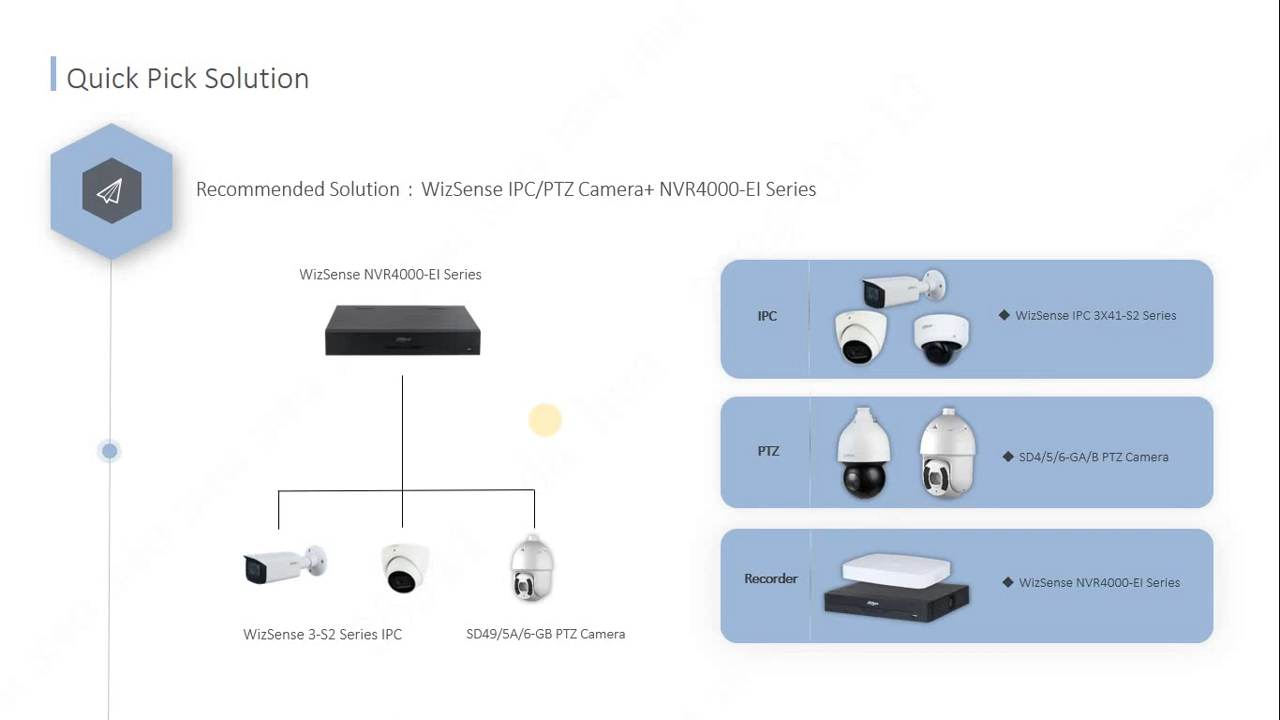 Quick Pick Solution
Recommended Solution : WizSense IPC/PTZ Camera+ NVR4000-EI Series
WizSense NVR4000-EI Series
WizSense 3-S2 Series IPC
SD49/5A/6-GB PTZ Camera
IPC
◆ WizSense IPC 3X41-S2 Series
PTZ
◆ SD4/5/6-GA/B PTZ Camera
Recorder
◆ WizSense NVR4000-EI Series